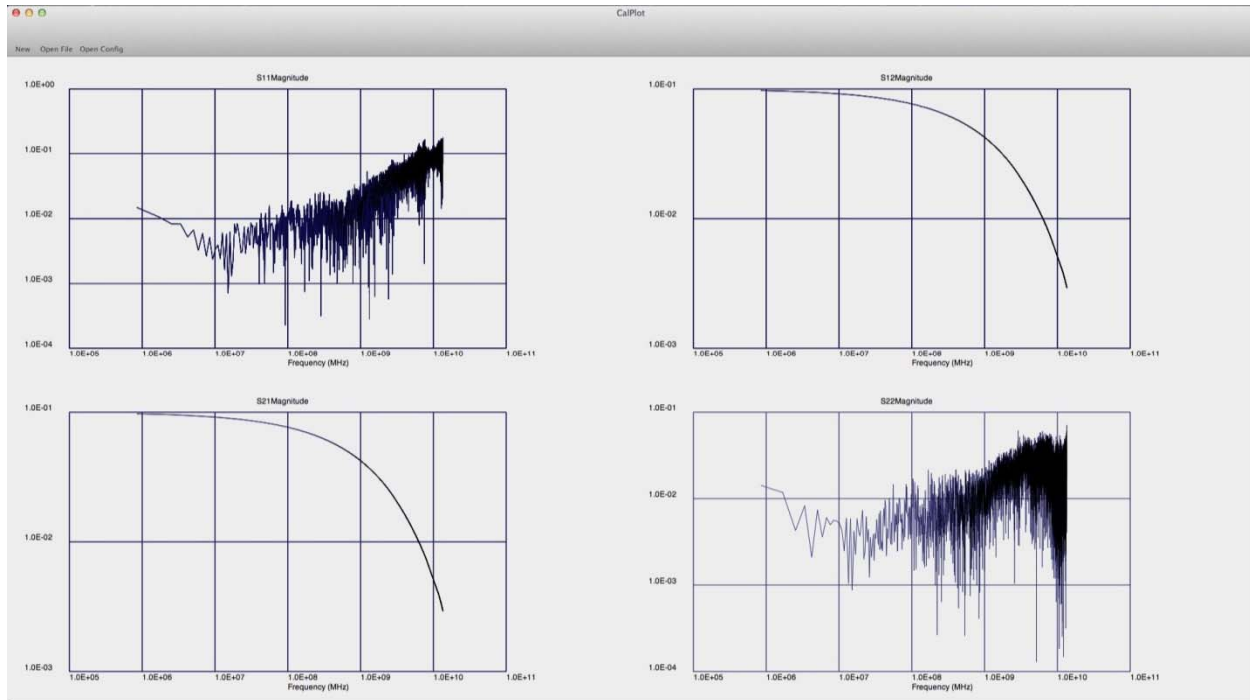 CalPlot
New Open File Open Config
S11Magnitude
1.0E+00
1.0E-01
1.0E-02
1.0E-03
1.0E-04
1.0E+05 1.0E+06 1.0E+07 1.0E+08 1.0E+09 1.0E+10 1.0E+11
Frequency (MHz)
S12Magnitude
1.0E-01
1.0E-02
1.0E-03
1.0E+05 1.0E+06 1.0E+07 1.0E+08 1.0E+09 1.0E+10 1.0E+11
Frequency (MHz)
S21Magnitude
1.0E-01
1.0E-02
1.0E-03
1.0E+05 1.0E+06 1.0E+07 1.0E+08 1.0E+09 1.0E+10 1.0E+11
Frequency (MHz)
S22Magnitude
1.0E-01
1.0E-02
1.0E-03
1.0E-04
1.0E+05 1.0E+06 1.0E+07 1.0E+08 1.0E+09 1.0E+10 1.0E+11
Frequency (MHz)